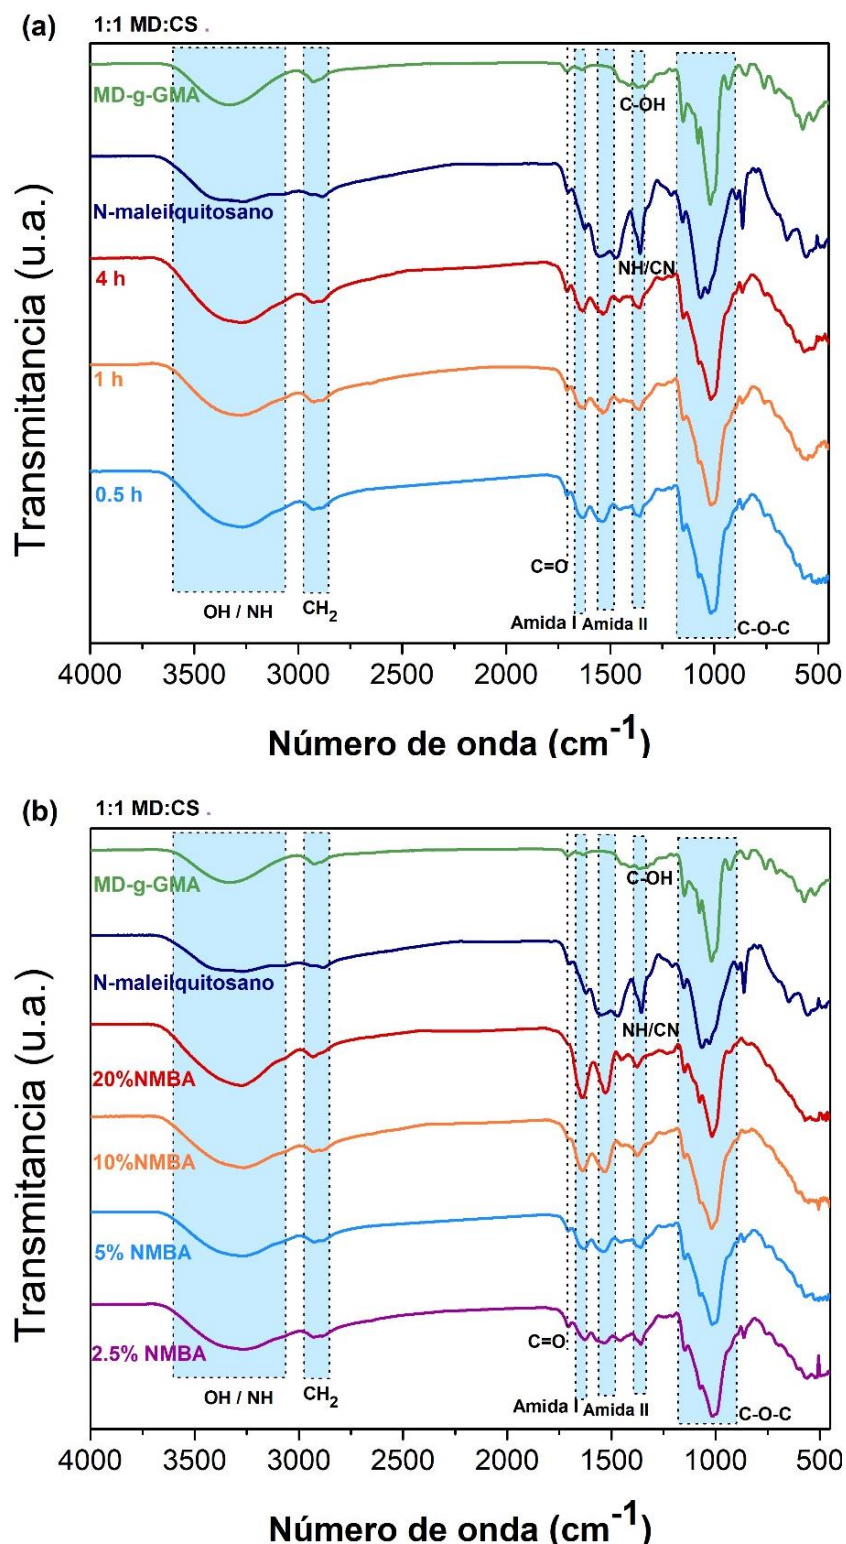 (a)
1:1 MD:CS .
MD-g-GMA
C-OH
N-maleilquitosano
NH/CN
4 h
1 h
0.5 h
C=O
OH / NH
CH2
Amida I
Amida II
C-O-C
Transmitancia (u.a.)
4000 3500 3000 2500 2000 1500 1000 500
Número de onda (cm-1)
(b)
1:1 MD:CS .
MD-g-GMA
C-OH
N-maleilquitosano
NH/CN
20%NMBA
10%NMBA
5% NMBA
2.5% NMBA
C=O
OH / NH
CH2
Amida I
Amida II
C-O-C
Transmitancia (u.a.)
4000 3500 3000 2500 2000 1500 1000 500
Número de onda (cm-1)